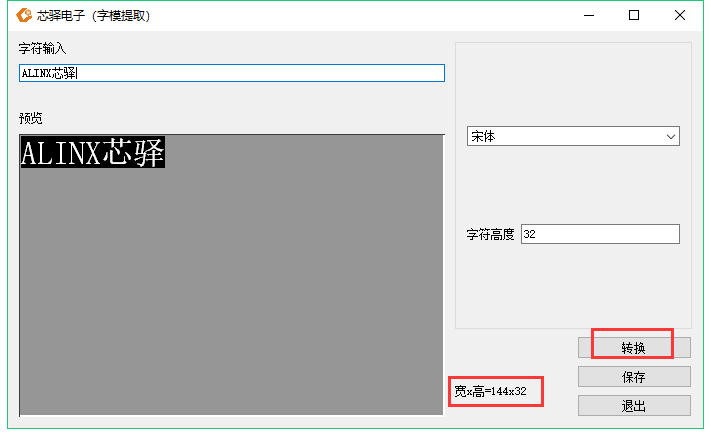 芯驿电子（字模提取）
字符输入
ALINX芯驿
预览
ALINX芯驿
宋体
字符高度 32
转换
宽x高=144x32
保存
退出